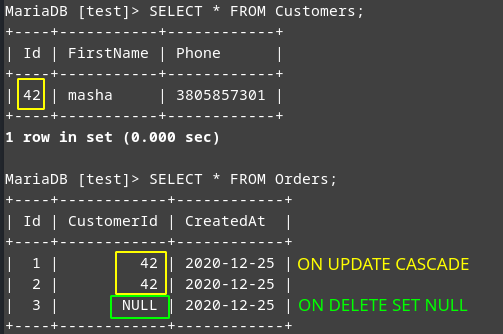 MariaDB [test]> SELECT * FROM Customers;
+----+-----------+------------+
| Id | FirstName | Phone      |
+----+-----------+------------+
| 42 | masha     | 3805857301 |
+----+-----------+------------+
1 row in set (0.000 sec)
MariaDB [test]> SELECT * FROM Orders;
+----+------------+------------+
| Id | CustomerId | CreatedAt  |
+----+------------+------------+
|  1 |         42 | 2020-12-25 | ON UPDATE CASCADE
|  2 |         42 | 2020-12-25 |
|  3 |       NULL | 2020-12-25 | ON DELETE SET NULL
+----+------------+------------+